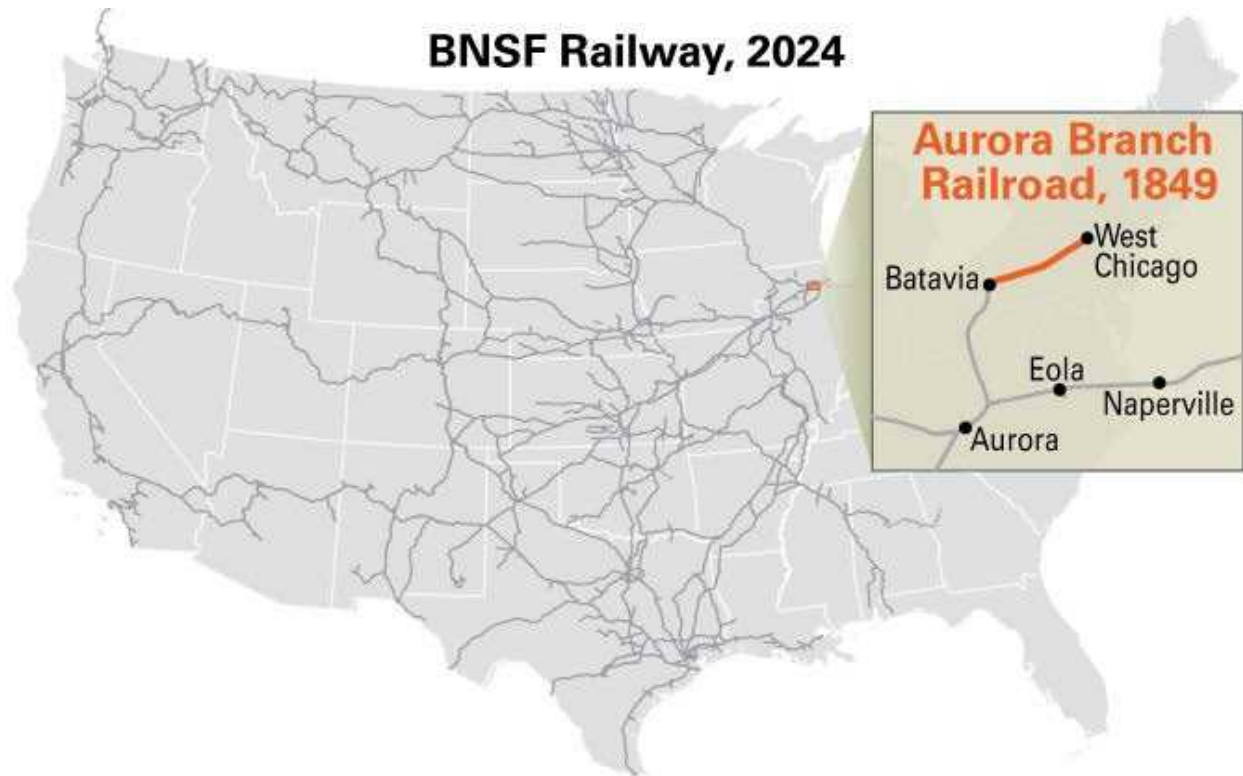 BNSF Railway, 2024
Aurora Branch
Railroad, 1849
West
Chicago
Batavia
Eola
Naperville
Aurora